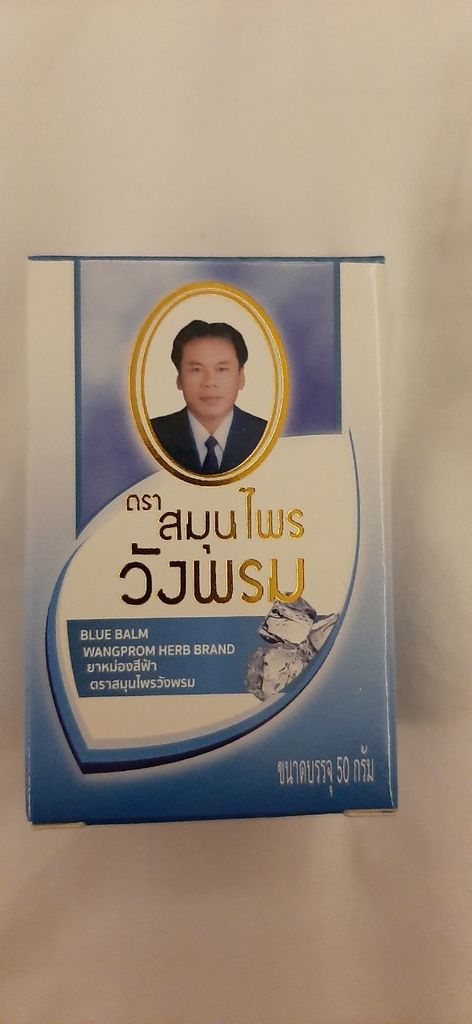 ตรา
สมุนไพร
วังพรม
BLUE BALM
WANGPROM HERB BRAND
ยาหม่องสีฟ้า
ตราสมุนไพรวังพรม
ขนาดบรรจุ 50 กรัม